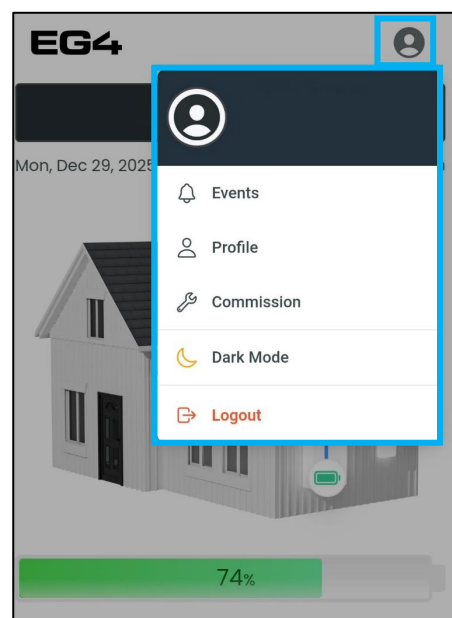 EG4
Mon, Dec 29, 2025
Events
Profile
Commission
Dark Mode
Logout
74%